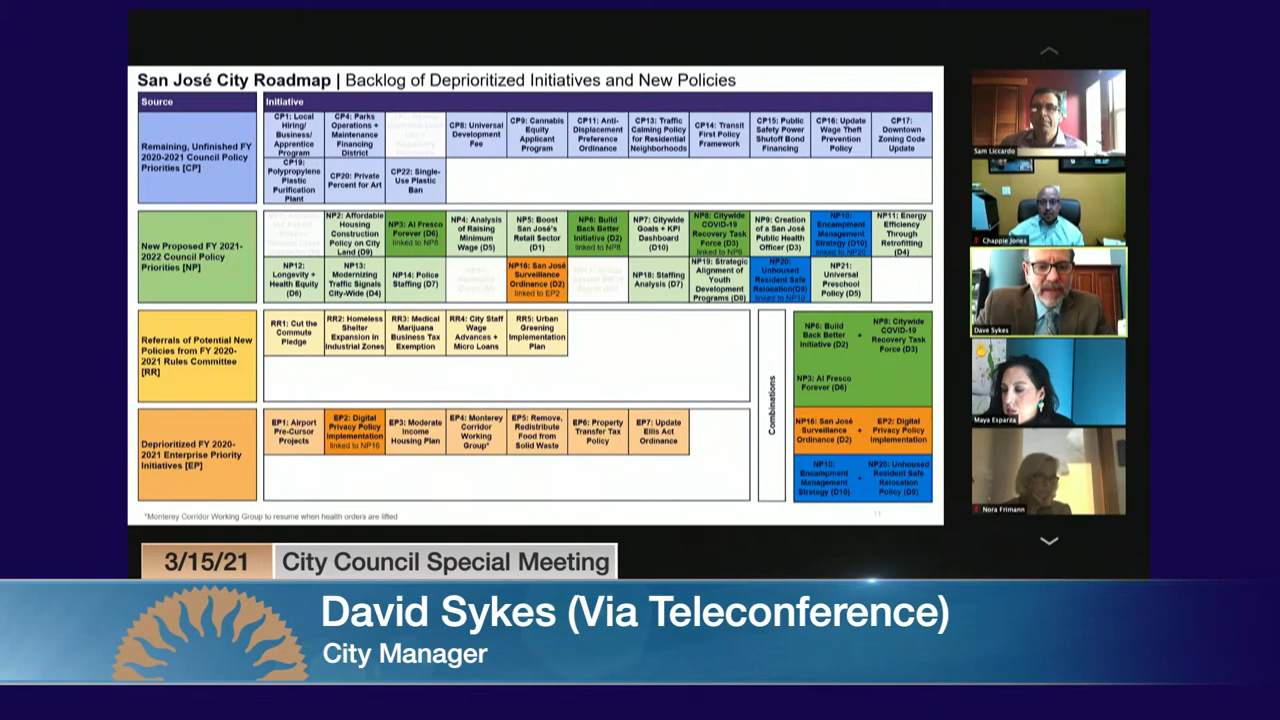 San José City Roadmap | Backlog of Deprioritized Initiatives and New Policies
Source
Initiative
Remaining, Unfinished FY
2020-2021 Council Policy
Priorities [CP]
CP1: Local
Hiring/
Business/
Apprentice
Program
CP4: Parks
Operations +
Maintenance
Financing
District
CP8: Universal
Development
Fee
CP9: Cannabis
Equity
Applicant
Program
CP11: Anti-
Displacement
Preference
Ordinance
CP13: Traffic
Calming Policy
for Residential
Neighborhoods
CP14: Transit
First Policy
Framework
CP15: Public
Safety Power
Shutoff Bond
Financing
CP16: Update
Wage Theft
Prevention
Policy
CP17:
Downtown
Zoning Code
Update
CP19:
Polypropylene
Plastic
Purification
Plant
CP20: Private
Percent for Art
CP22: Single-
Use Plastic
Ban
New Proposed FY 2021-
2022 Council Policy
Priorities [NP]
NP2: Affordable
Housing
Construction
Policy on City
Land (D9)
NP3: Al Fresco
Forever (D6)
linked to NP8
NP4: Analysis
of Raising
Minimum
Wage (D5)
NP5: Boost
San José's
Retail Sector
(D1)
NP6: Build
Back Better
Initiative (D2)
linked to NP8
NP7: Citywide
Goals + KPI
Dashboard
(D10)
NP8: Citywide
COVID-19
Recovery Task
Force (D3)
linked to NP6
NP9: Creation
of a San José
Public Health
Officer (D3)
NP10:
Encampment
Management
Strategy (D10)
linked to NP20
NP11: Energy
Efficiency
Through
Retrofitting
(D4)
NP12:
Longevity +
Health Equity
(D6)
NP13:
Modernizing
Traffic Signals
City-Wide (D4)
NP14: Police
Staffing (D7)
NP16: San José
Surveillance
Ordinance (D2)
linked to EP2
NP18: Staffing
Analysis (D7)
NP19: Strategic
Alignment of
Youth
Development
Programs (D8)
NP20:
Unhoused
Resident Safe
Relocation(D9)
linked to NP10
NP21:
Universal
Preschool
Policy (D5)
Referrals of Potential New
Policies from FY 2020-
2021 Rules Committee
[RR]
RR1: Cut the
Commute
Pledge
RR2: Homeless
Shelter
Expansion in
Industrial Zones
RR3: Medical
Marijuana
Business Tax
Exemption
RR4: City Staff
Wage
Advances +
Micro Loans
RR5: Urban
Greening
Implementation
Plan
Deprioritized FY 2020-
2021 Enterprise Priority
Initiatives [EP]
EP1: Airport
Pre-Cursor
Projects
EP2: Digital
Privacy Policy
Implementation
linked to NP16
EP3: Moderate
Income
Housing Plan
EP4: Monterey
Corridor
Working
Group*
EP5: Remove,
Redistribute
Food from
Solid Waste
EP6: Property
Transfer Tax
Policy
EP7: Update
Ellis Act
Ordinance
Combinations
NP6: Build
Back Better
Initiative (D2)
+
NP8: Citywide
COVID-19
Recovery Task
Force (D3)
NP3: Al Fresco
Forever (D6)
NP16: San José
Surveillance
Ordinance (D2)
+
EP2: Digital
Privacy Policy
Implementation
NP10:
Encampment
Management
Strategy (D10)
+
NP20: Unhoused
Resident Safe
Relocation
Policy (D9)
*Monterey Corridor Working Group to resume when health orders are lifted
11
Sam Liccardo
Chappie Jones
Dave Sykes
Maya Esparza
Nora Frimann
3/15/21
City Council Special Meeting
David Sykes (Via Teleconference)
City Manager